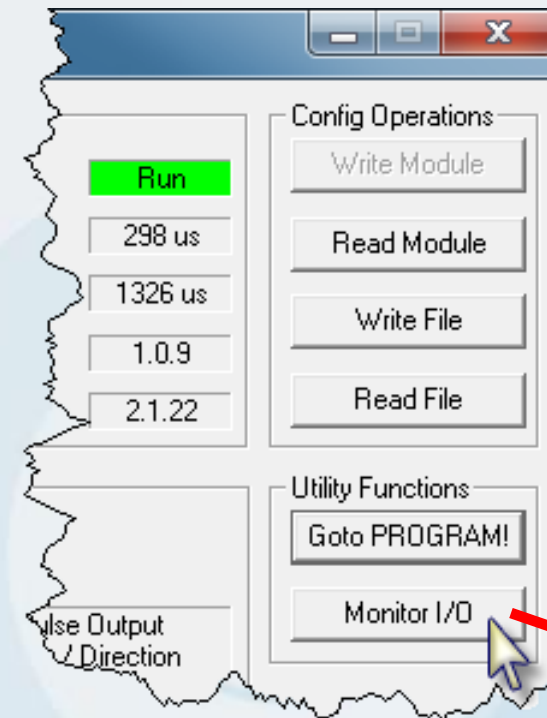 Run
298 us
1326 us
1.0.9
2.1.22
Config Operations
Write Module
Read Module
Write File
Read File
Utility Functions
Goto PROGRAM!
Monitor I/O
Output
Direction